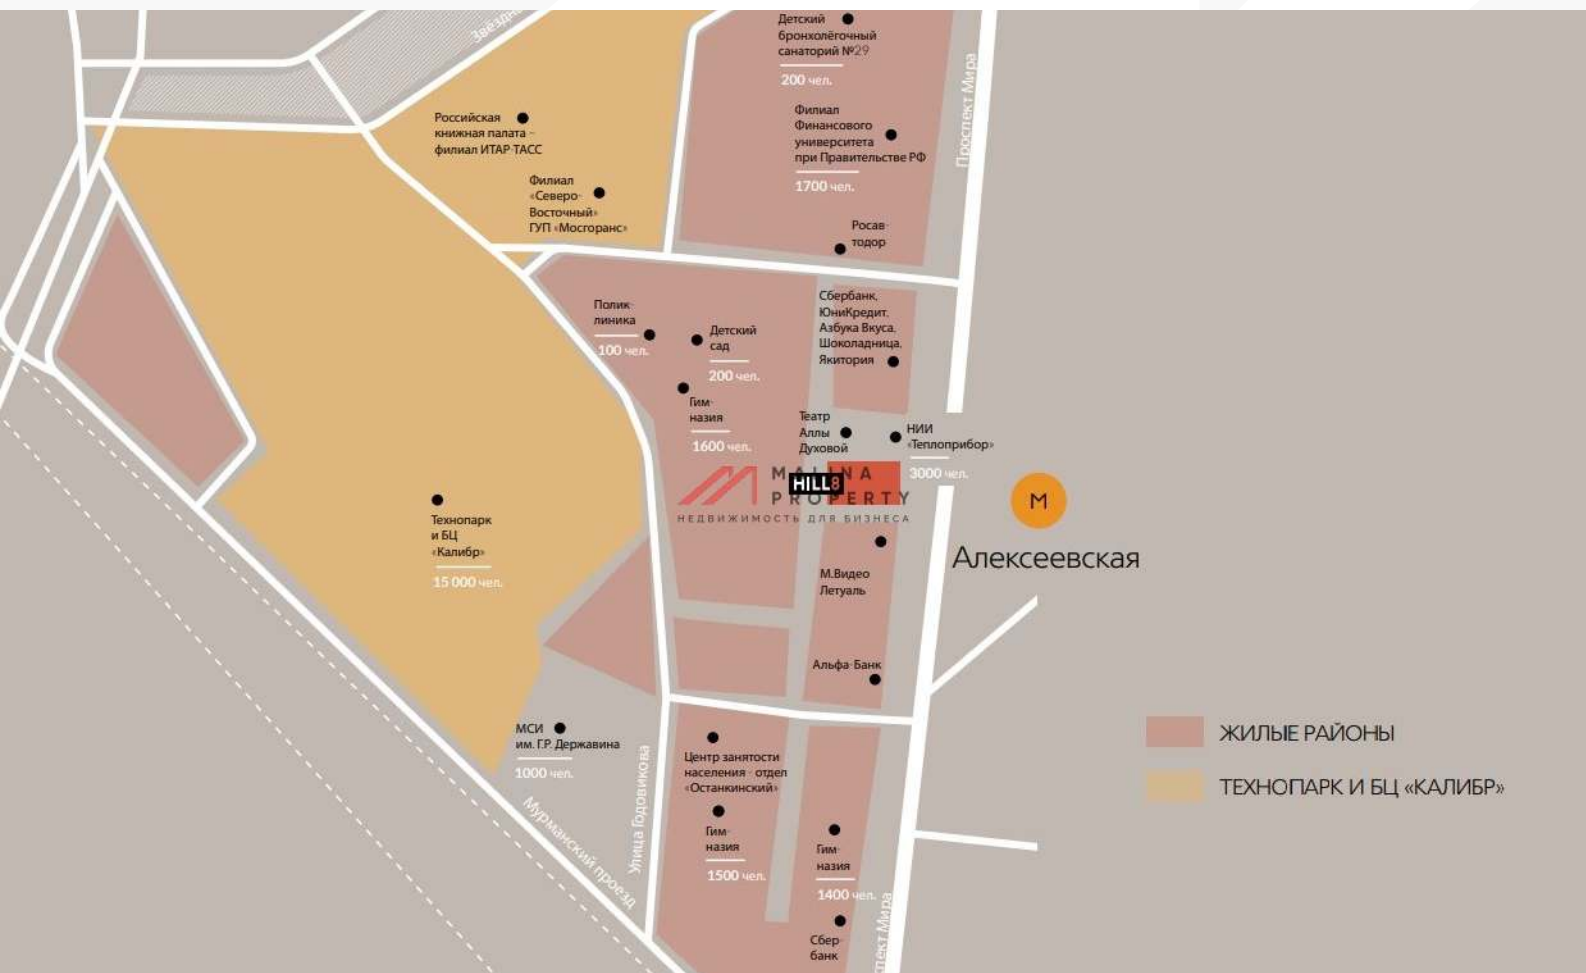 Детский
бронхолёгочный
санаторий №29
200 чел.
Филиал
Финансового
университета
при Правительстве РФ
1700 чел.
Проспект Мира
Российская
книжная палата -
филиал ИТАР-ТАСС
Филиал
«Северо-
Восточный»
ГУП «Мосгоранс»
Росав-
тодор
Полик-
линика
100 чел.
Детский
сад
200 чел.
Гим-
назия
1600 чел.
Сбербанк,
ЮниКредит,
Азбука Вкуса,
Шоколадница,
Якитория
Театр
Аллы
Духовой
НИИ
«Теплоприбор»
3000 чел.
MALINA
PROPERTY
НЕДВИЖИМОСТЬ ДЛЯ БИЗНЕСА
HILL8
М
Алексеевская
Технопарк
и БЦ
«Калибр»
15 000 чел.
М.Видео
Летуаль
Альфа-Банк
МСИ
им. Г.Р. Державина
1000 чел.
Центр занятости
населения - отдел
«Останкинский»
Гим-
назия
1500 чел.
Гим-
назия
1400 чел.
Сбер-
банк
Мурманский проезд
Улица Годовикова
Мира
ЖИЛЫЕ РАЙОНЫ
ТЕХНОПАРК И БЦ «КАЛИБР»